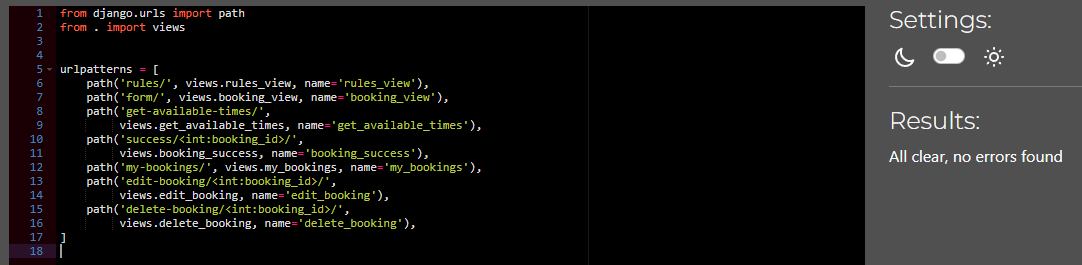 1 from django.urls import path
2 from . import views
3
4
5 urlpatterns = [
6     path('rules/', views.rules_view, name='rules_view'),
7     path('form/', views.booking_view, name='booking_view'),
8     path('get-available-times/',
9          views.get_available_times, name='get_available_times'),
10     path('success/<int:booking_id>/',
11          views.booking_success, name='booking_success'),
12     path('my-bookings/', views.my_bookings, name='my_bookings'),
13     path('edit-booking/<int:booking_id>/',
14          views.edit_booking, name='edit_booking'),
15     path('delete-booking/<int:booking_id>/',
16          views.delete_booking, name='delete_booking'),
17 ]
18
Settings:
Results:
All clear, no errors found